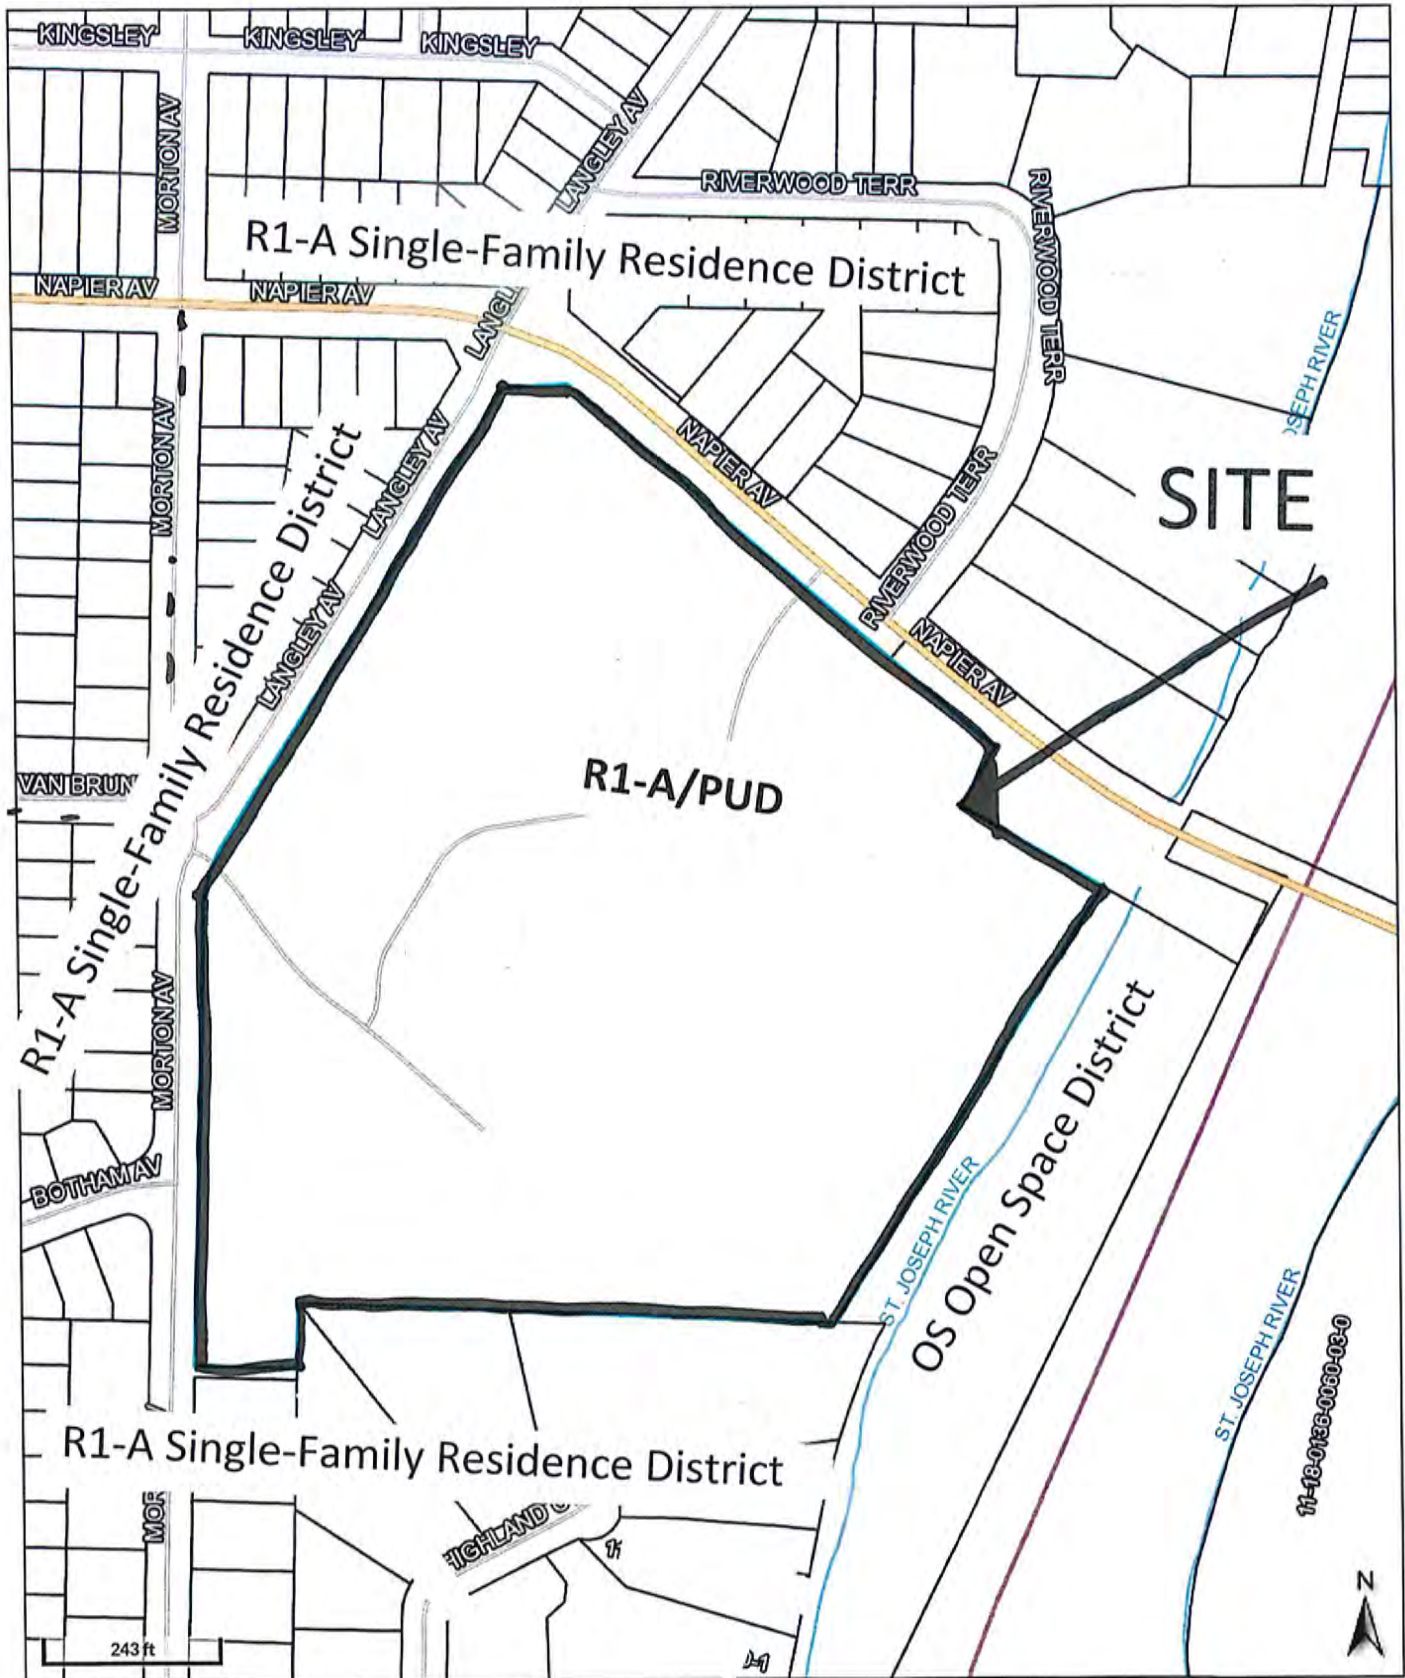 KINGSLEY
KINGSLEY
KINGSLEY
MORTON AV
LANGLEY AV
RIVERWOOD TERR
RIVERWOOD TERR
R1-A Single-Family Residence District
NAPIER AV
NAPIER AV
ST. JOSEPH RIVER
MORTON AV
R1-A Single-Family Residence District
LANGLEY AV
NAPIER AV
SITE
RIVERWOOD TERR
LANGLEY AV
NAPIER AV
R1-A/PUD
MORTON AV
OS Open Space District
BOTHAM AV
ST. JOSEPH RIVER
ST. JOSEPH RIVER
11-18-0136-0060-03-0
R1-A Single-Family Residence District
HIGHLAND
N
243 ft